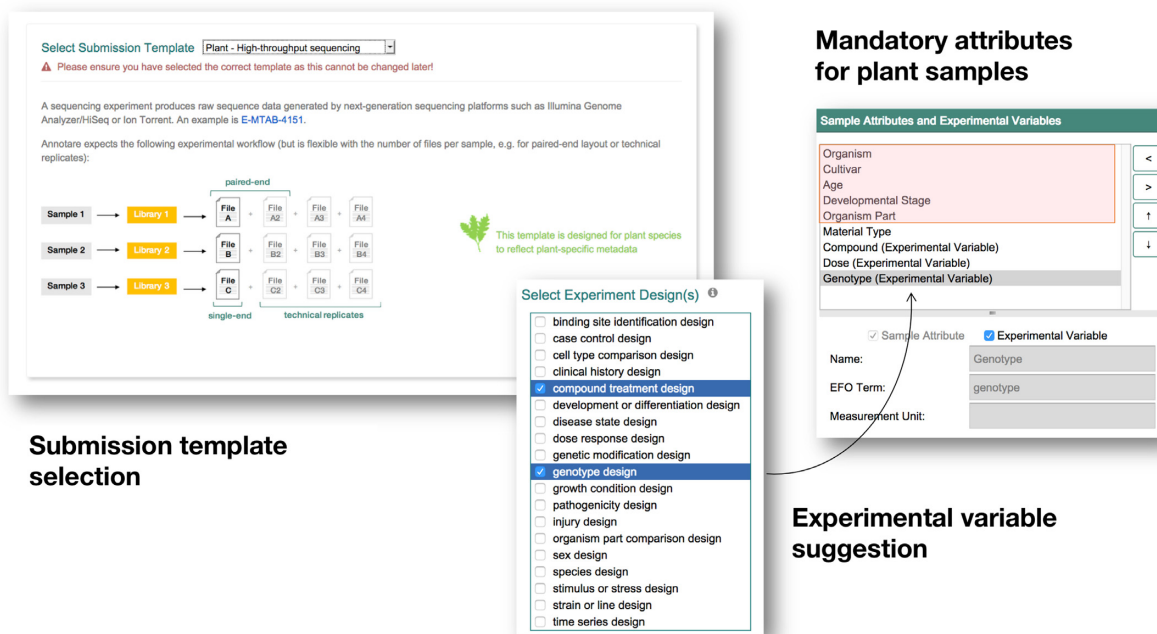 Select Submission Template Plant - High-throughput sequencing
Please ensure you have selected the correct template as this cannot be changed later!
A sequencing experiment produces raw sequence data generated by next-generation sequencing platforms such as Illumina Genome
Analyzer/HiSeq or Ion Torrent. An example is E-MTAB-4151.
Annotare expects the following experimental workflow (but is flexible with the number of files per sample, e.g. for paired-end layout or technical
replicates):
paired-end
Sample 1 Library 1 File A + File A2 + File A3 + File A4
Sample 2 Library 2 File B + File B2 + File B3 + File B4
Sample 3 Library 3 File C + File C2 + File C3 + File C4
single-end technical replicates
This template is designed for plant species
to reflect plant-specific metadata
Submission template
selection
Select Experiment Design(s)
binding site identification design
case control design
cell type comparison design
clinical history design
compound treatment design
development or differentiation design
disease state design
dose response design
genetic modification design
genotype design
growth condition design
pathogenicity design
injury design
organism part comparison design
sex design
species design
stimulus or stress design
strain or line design
time series design
Mandatory attributes
for plant samples
Sample Attributes and Experimental Variables
Organism
Cultivar
Age
Developmental Stage
Organism Part
Material Type
Compound (Experimental Variable)
Dose (Experimental Variable)
Genotype (Experimental Variable)
<
>
↑
↓
Sample Attribute Experimental Variable
Name: Genotype
EFO Term: genotype
Measurement Unit:
Experimental variable
suggestion